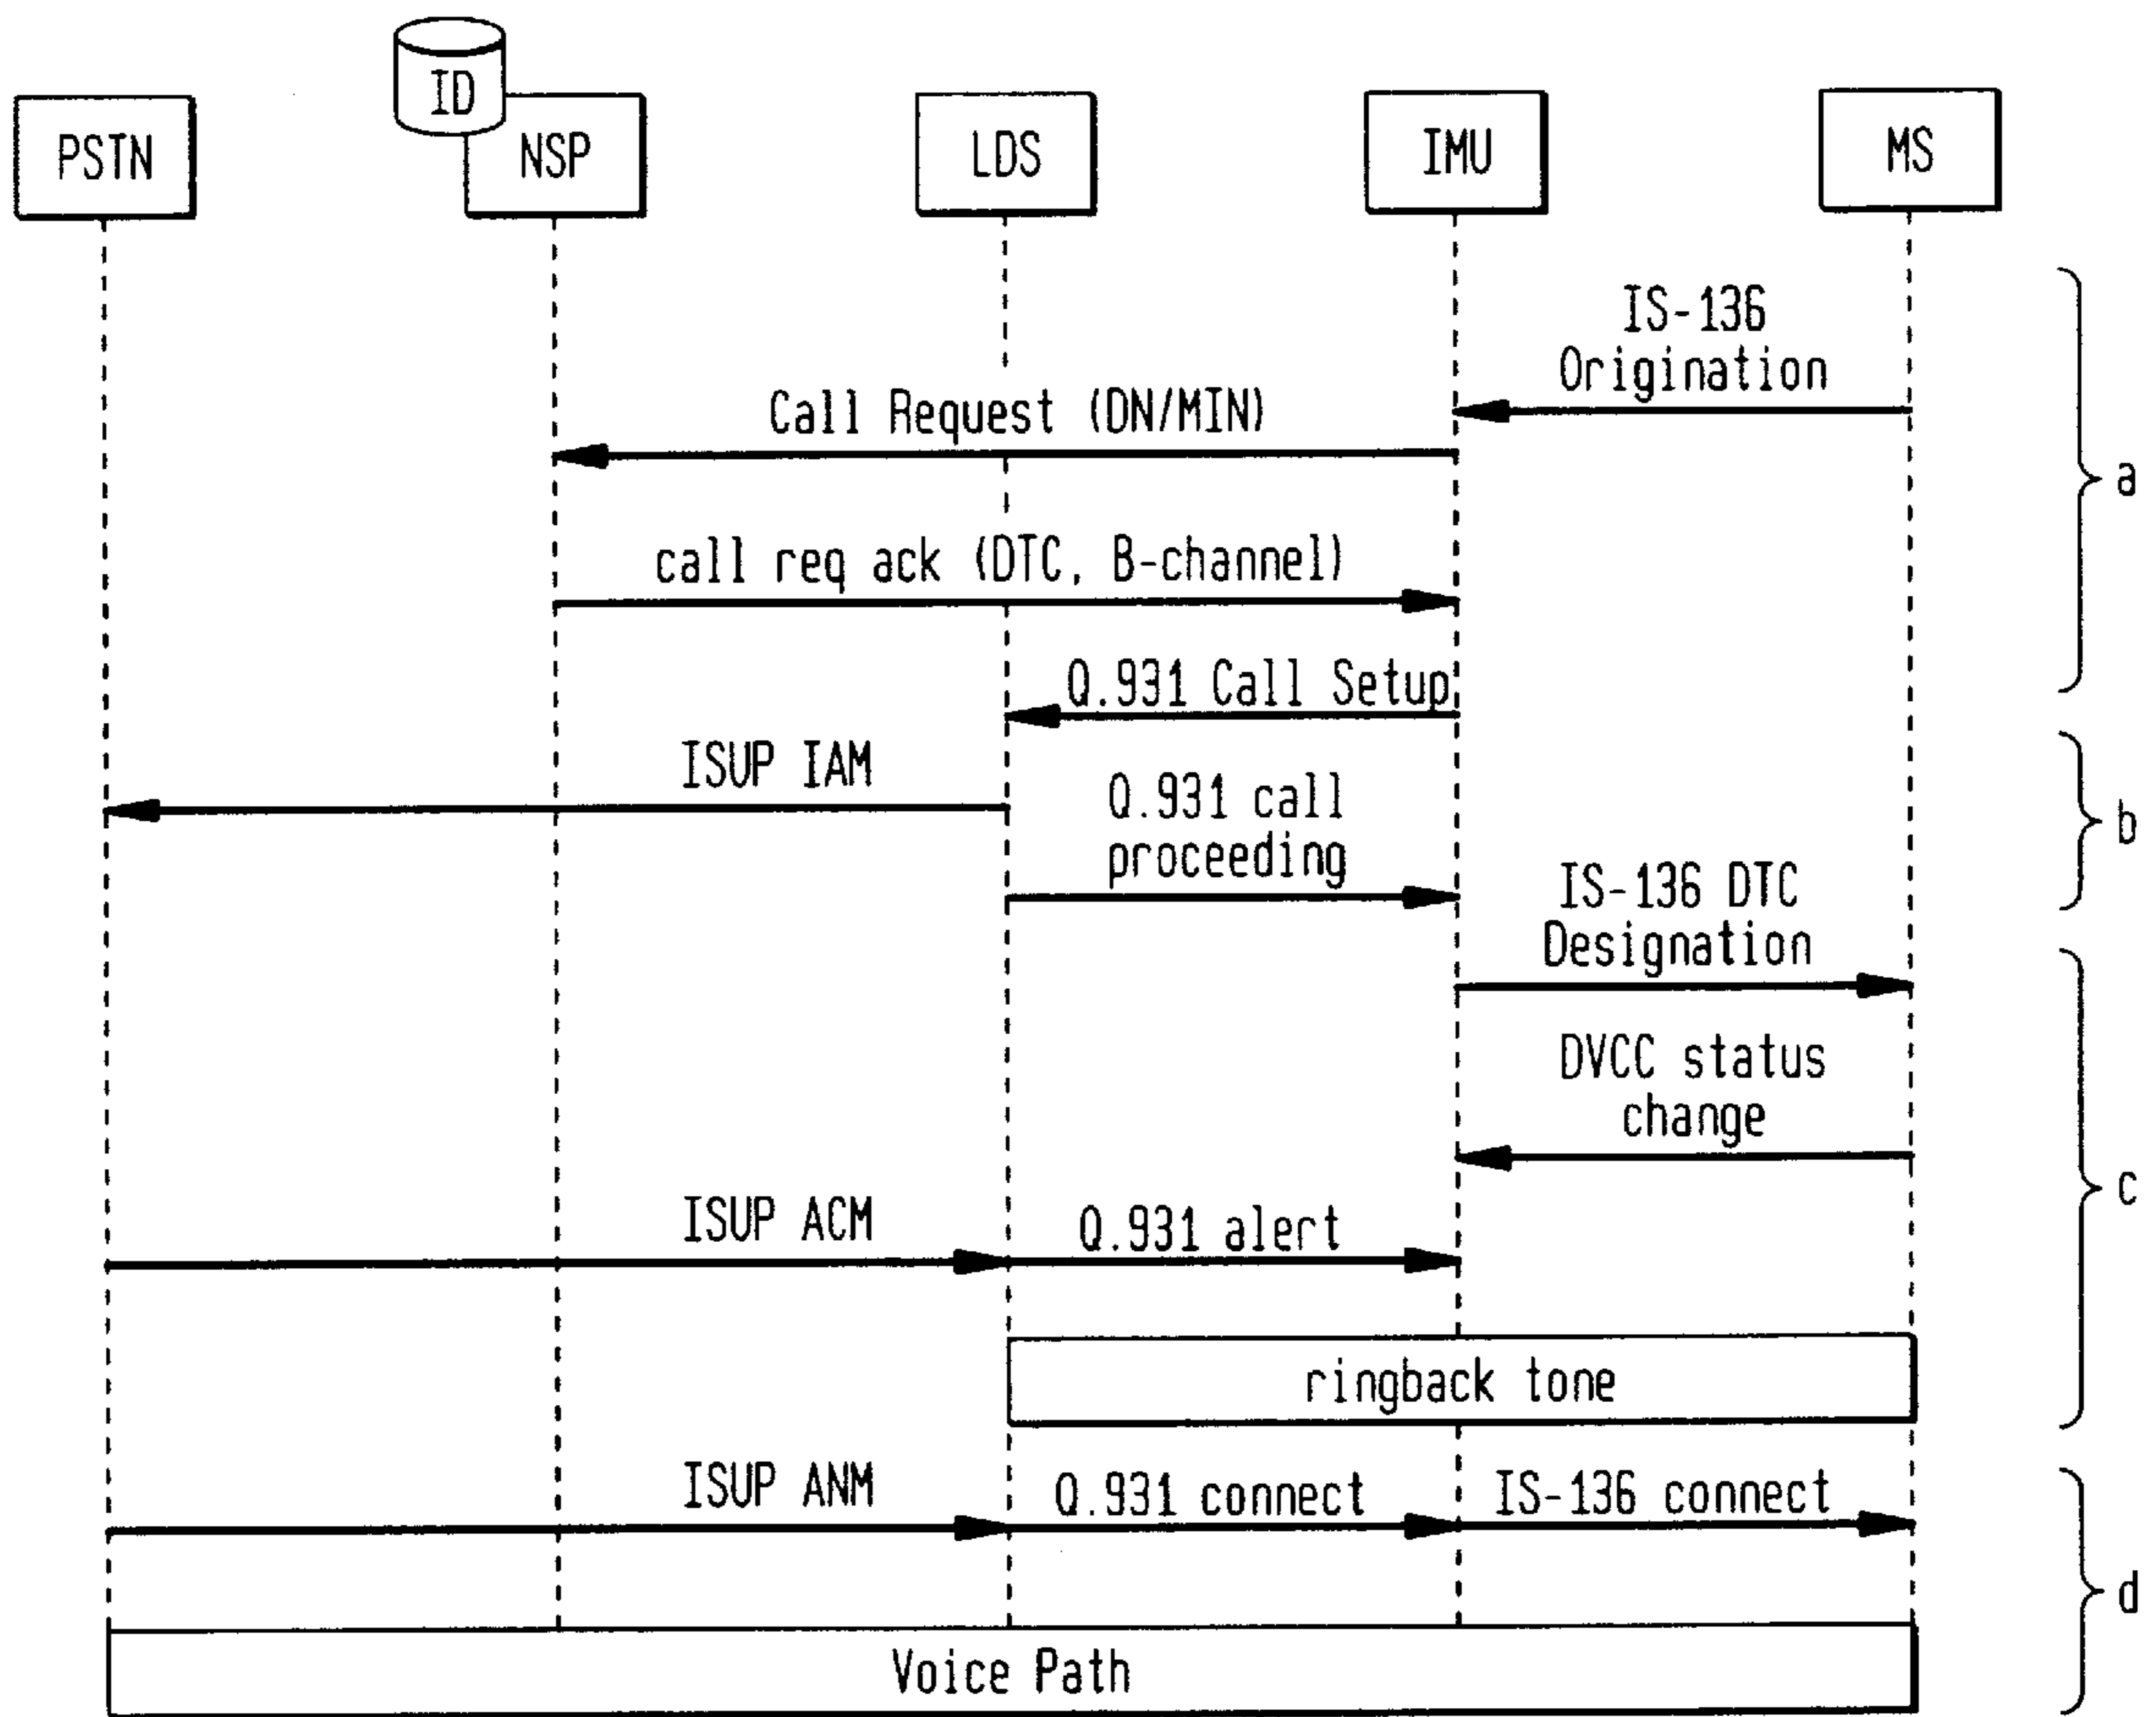 ID
PSTN
NSP
LDS
IMU
MS
IS-136
Origination
Call Request (DN/MIN)
a
call req ack (DTC, B-channel)
Q.931 Call Setup
ISUP IAM
Q.931 call
proceeding
b
IS-136 DTC
Designation
DVCC status
change
c
ISUP ACM
Q.931 alert
ringback tone
ISUP ANM
Q.931 connect
IS-136 connect
d
Voice Path